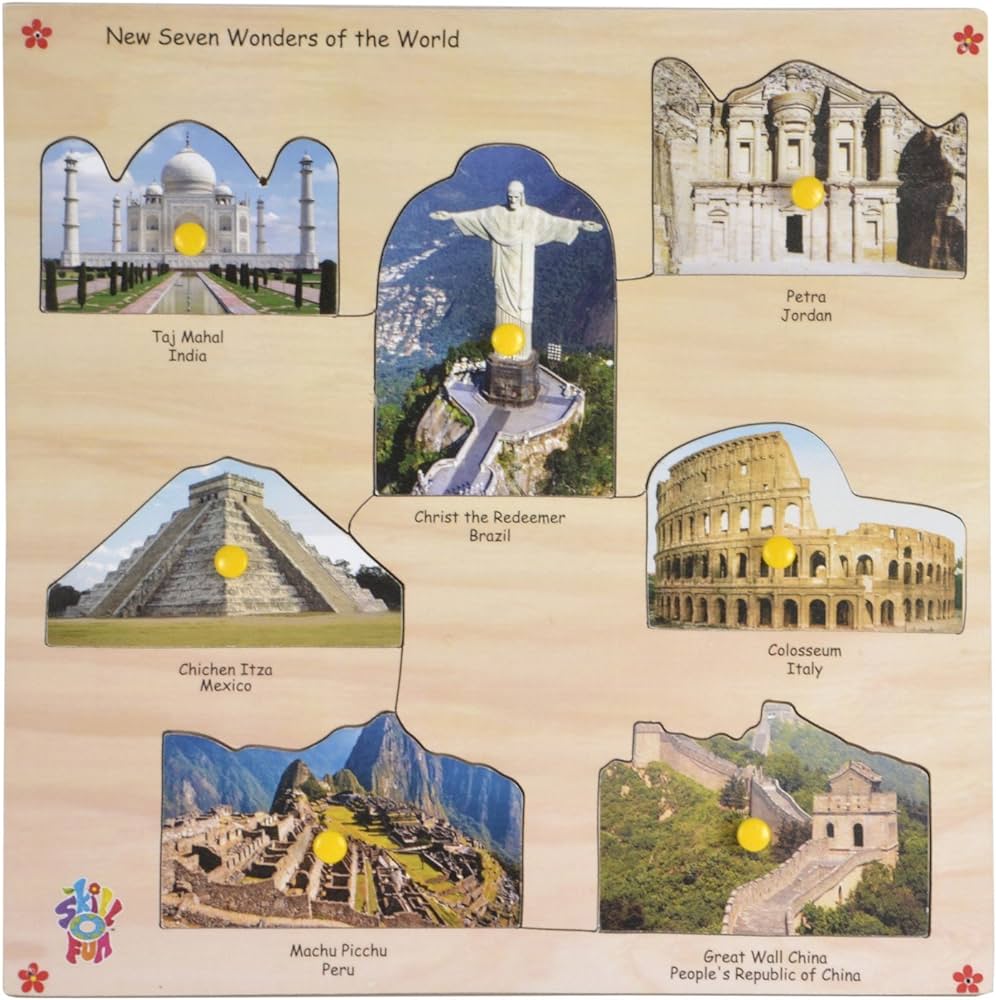 New Seven Wonders of the World
Petra
Jordan
Taj Mahal
India
Christ the Redeemer
Brazil
Colosseum
Italy
Chichen Itza
Mexico
Machu Picchu
Peru
Great Wall China
People's Republic of China
Skill
O
FUN